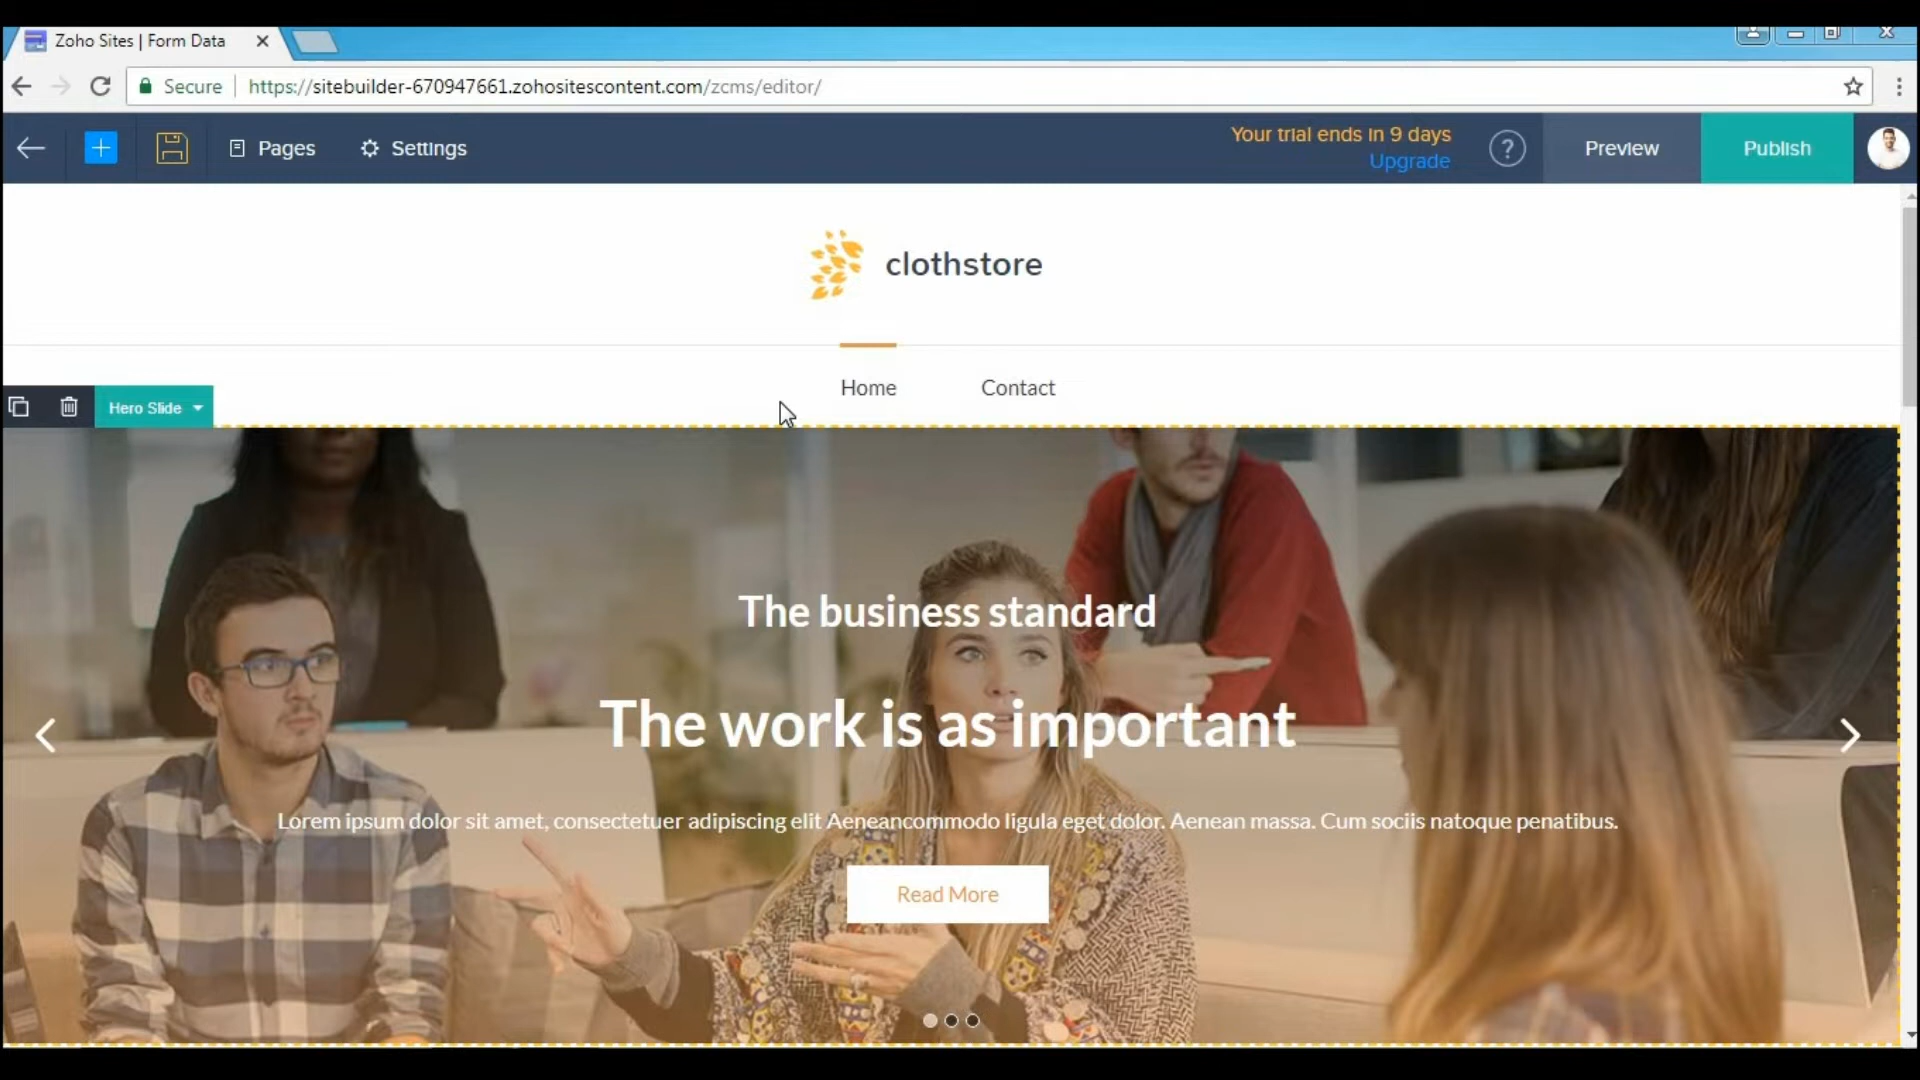 Zoho Sites | Form Data
Secure https://sitebuilder-670947661.zohositescontent.com/zcms/editor/
Pages Settings
Your trial ends in 9 days
Upgrade
? Preview Publish
clothstore
Home Contact
Hero Slide
The business standard
The work is as important
Lorem ipsum dolor sit amet, consectetuer adipiscing elit Aeneancommodo ligula eget dolor. Aenean massa. Cum sociis natoque penatibus.
Read More